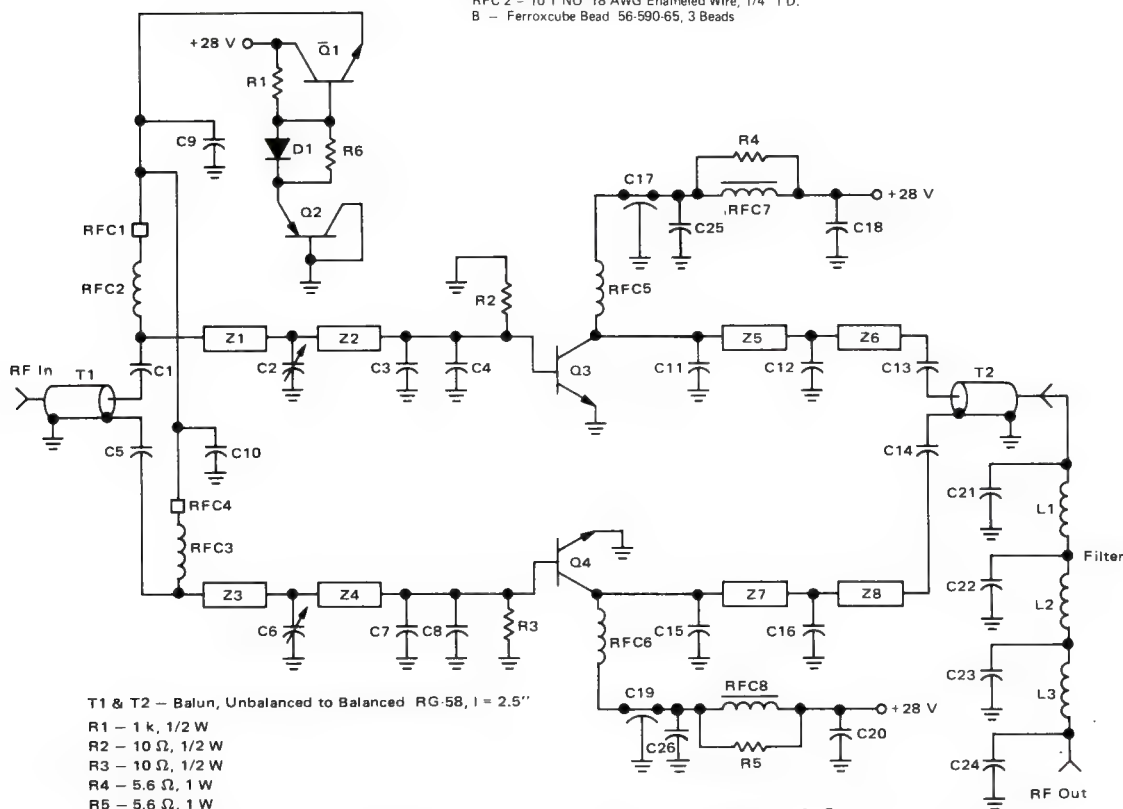 RFC 2 – 10 T NO 18 AWG Enameled Wire, 1/4" I D.
B – Ferroxcube Bead 56-590-65, 3 Beads
+28 V
Q1
R1
C9
D1
R6
Q2
RFC1
RFC2
R4
C17
RFC7
+28 V
C25
C18
RFC5
R2
Z1
Z2
Z5
Z6
RF In
T1
C1
C2
C3
C4
Q3
C11
C12
C13
T2
C5
C10
C14
RFC4
RFC3
C21
L1
Filter
Q4
Z3
Z4
Z7
Z8
C22
L2
C6
C7
C8
R3
RFC6
C15
C16
C23
L3
C19
RFC8
+28 V
C26
C20
R5
C24
RF Out
T1 & T2 – Balun, Unbalanced to Balanced RG-58, l = 2.5"
R1 – 1 k, 1/2 W
R2 – 10 Ω, 1/2 W
R3 – 10 Ω, 1/2 W
R4 – 5.6 Ω, 1 W
R5 – 5.6 Ω, 1 W